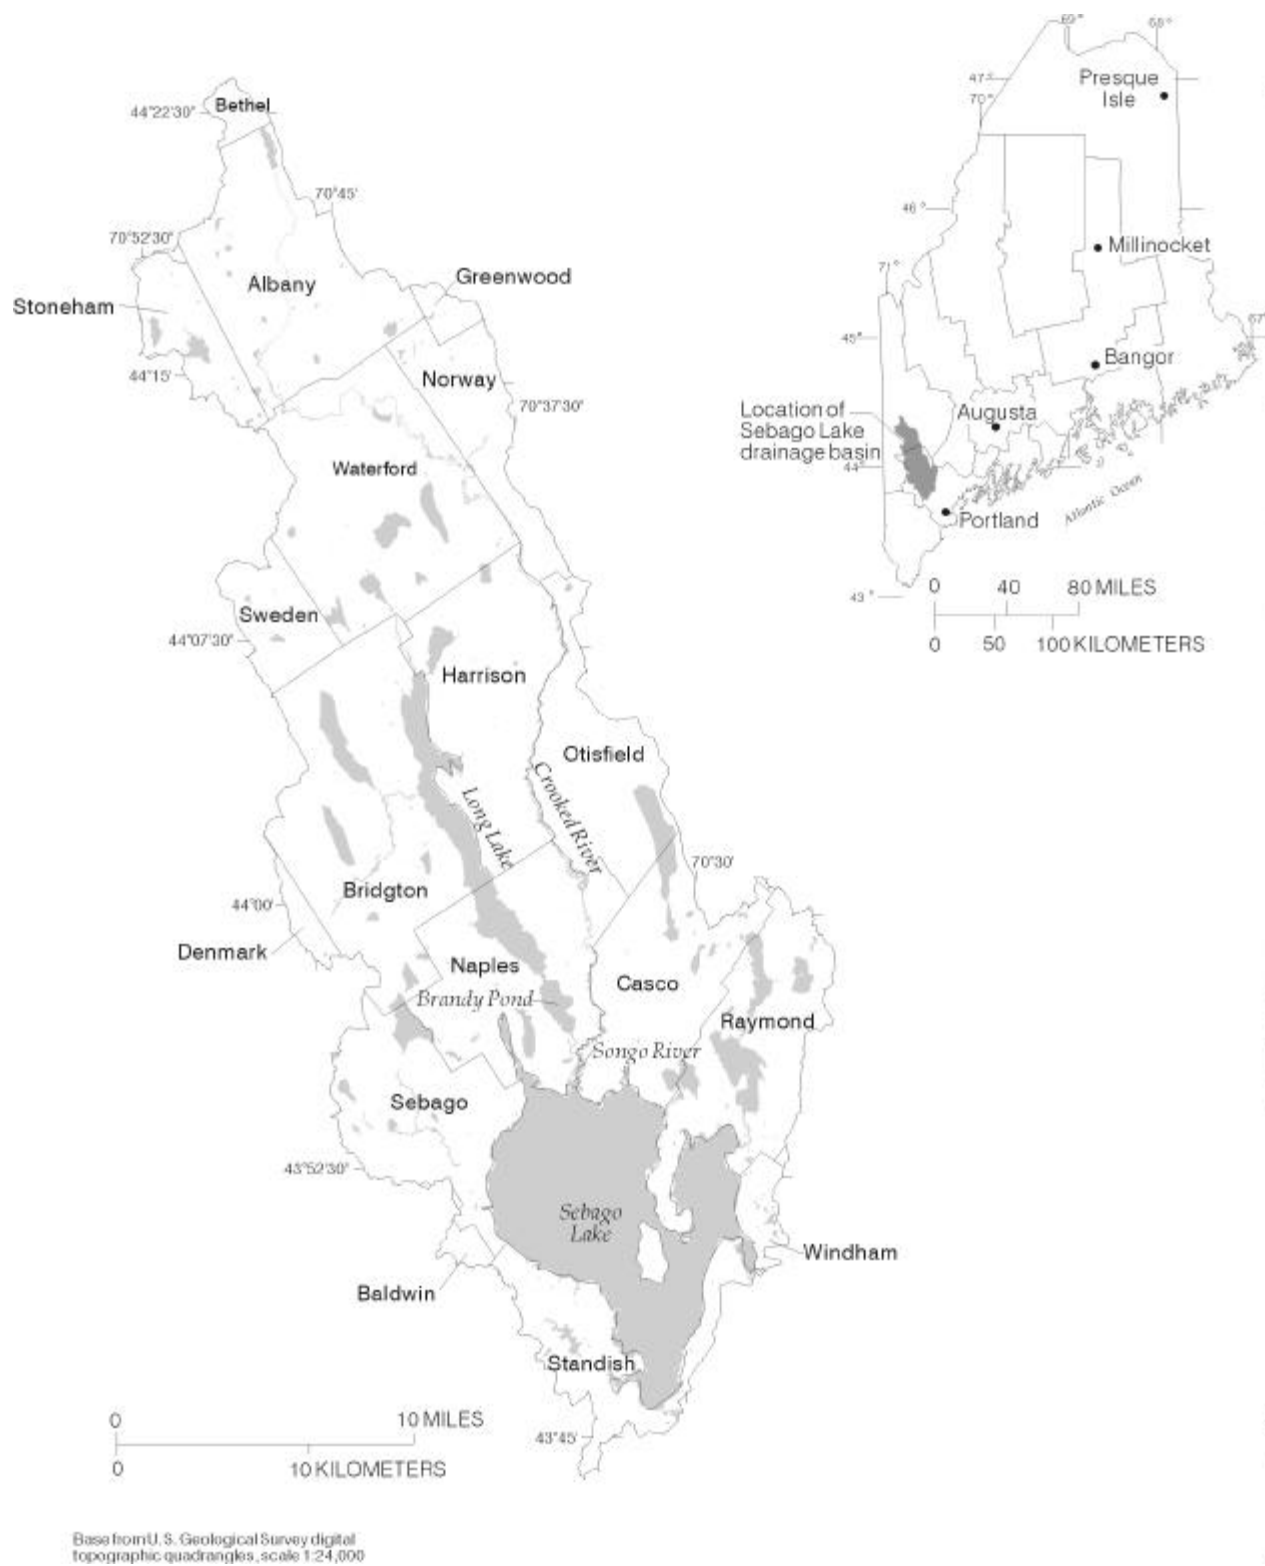 69°
68°
47°
70°
Presque
Isle
Bethel
44°22'30"
70°45'
46°
70°52'30"
Millinocket
Greenwood
Albany
71°
Stoneham
67°
45°
Bangor
44°15'
Norway
70°37'30"
Location of
Sebago Lake
drainage basin
Augusta
Waterford
44°
Atlantic Ocean
Portland
43°
0 40 80 MILES
0 50 100 KILOMETERS
Sweden
44°07'30"
Harrison
Otisfield
Crooked River
Long Lake
70°30'
Bridgton
44°00'
Denmark
Naples
Casco
Brandy Pond
Raymond
Songo River
Sebago
43°52'30"
Sebago
Lake
Windham
Baldwin
Standish
0 10 MILES
43°45'
0 10 KILOMETERS
Base from U. S. Geological Survey digital
topographic quadrangles, scale 1:24,000